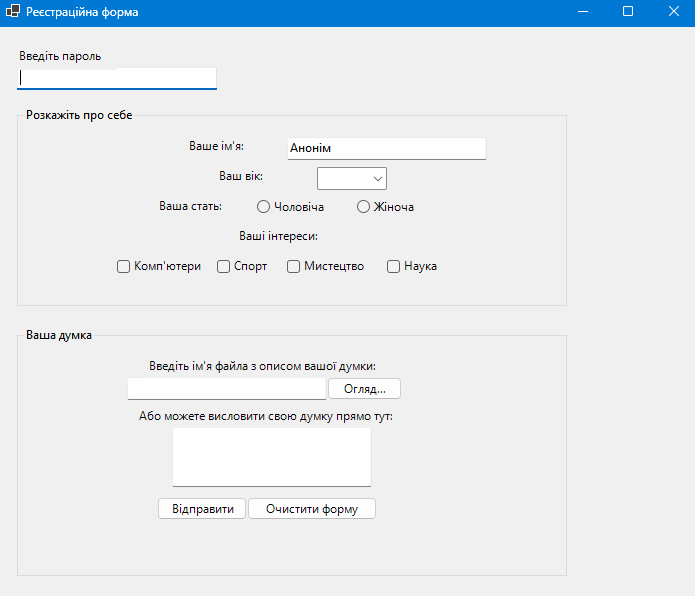 Реєстраційна форма
Введіть пароль
Розкажіть про себе
Ваше ім'я: Анонім
Ваш вік:
Ваша стать: Чоловіча Жіноча
Ваші інтереси:
Комп'ютери Спорт Мистецтво Наука
Ваша думка
Введіть ім'я файла з описом вашої думки:
Огляд...
Або можете висловити свою думку прямо тут:
Відправити Очистити форму